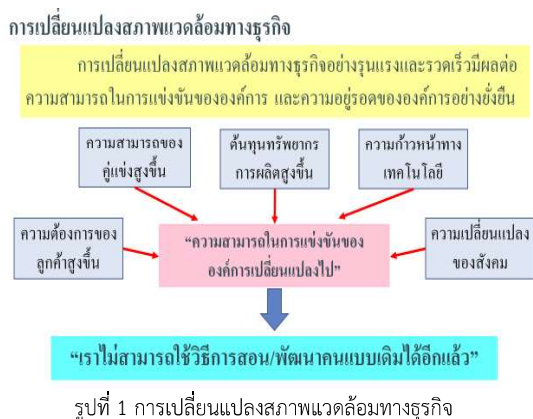 การเปลี่ยนแปลงสภาพแวดล้อมทางธุรกิจ
การเปลี่ยนแปลงสภาพแวดล้อมทางธุรกิจอย่างรุนแรงและรวดเร็วมีผลต่อ
ความสามารถในการแข่งขันขององค์การ และความอยู่รอดขององค์การอย่างยั่งยืน
ความสามารถของ
คู่แข่งสูงขึ้น
ต้นทุนทรัพยากร
การผลิตสูงขึ้น
ความก้าวหน้าทาง
เทคโนโลยี
ความต้องการของ
ลูกค้าสูงขึ้น
“ความสามารถในการแข่งขันของ
องค์การเปลี่ยนแปลงไป”
ความเปลี่ยนแปลง
ของสังคม
“เราไม่สามารถใช้วิธีการสอน/พัฒนาคนแบบเดิมได้อีกแล้ว”
รูปที่ 1 การเปลี่ยนแปลงสภาพแวดล้อมทางธุรกิจ